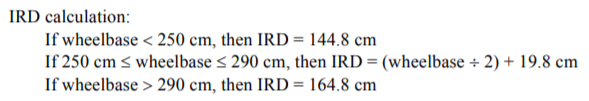 IRD calculation:
If wheelbase < 250 cm, then IRD = 144.8 cm
If 250 cm ≤ wheelbase ≤ 290 cm, then IRD = (wheelbase ÷ 2) + 19.8 cm
If wheelbase > 290 cm, then IRD = 164.8 cm